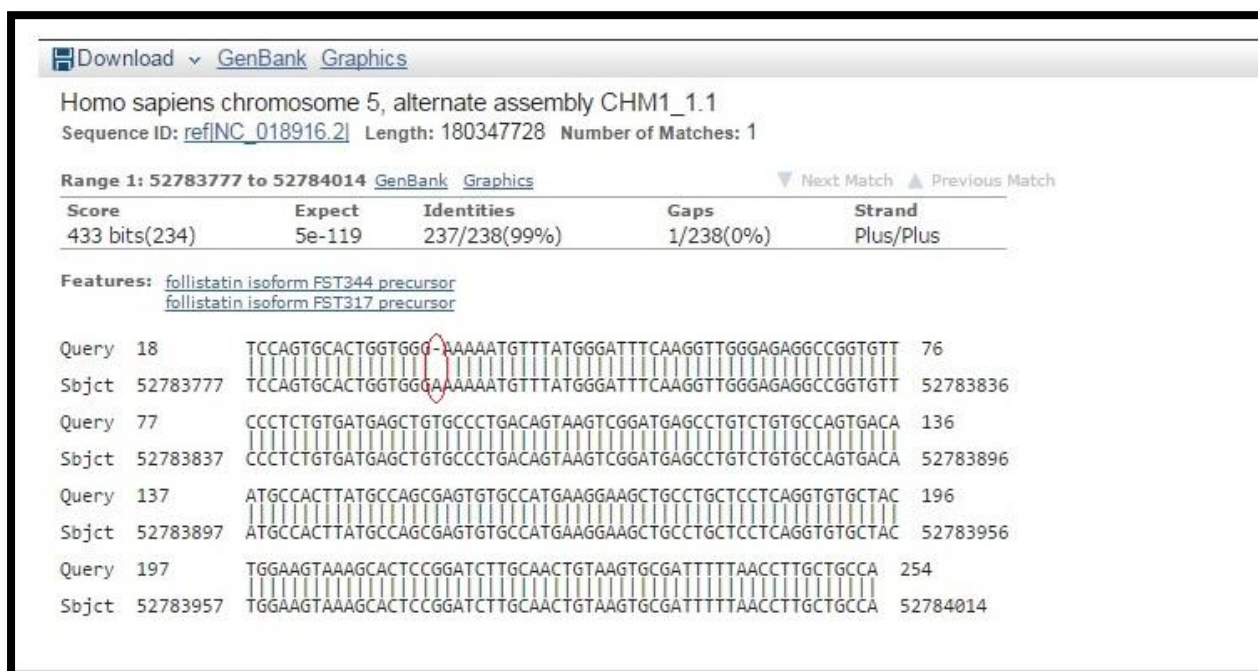 Download GenBank Graphics
Homo sapiens chromosome 5, alternate assembly CHM1_1.1
Sequence ID: ref|NC_018916.2| Length: 180347728 Number of Matches: 1
Range 1: 52783777 to 52784014 GenBank Graphics ▼ Next Match ▲ Previous Match
Score Expect Identities Gaps Strand
433 bits(234) 5e-119 237/238(99%) 1/238(0%) Plus/Plus
Features: follistatin isoform FST344 precursor
follistatin isoform FST317 precursor
Query 18 TCCAGTGCACTGGTGGG-AAAAATGTTTATGGGATTTCAAGGTTGGGAGAGGCCGGTGTT 76
Sbjct 52783777 TCCAGTGCACTGGTGGGAAAAAATGTTTATGGGATTTCAAGGTTGGGAGAGGCCGGTGTT 52783836
Query 77 CCCTCTGTGATGAGCTGTGCCCTGACAGTAAGTCGGATGAGCCTGTCTGTGCCAGTGACA 136
Sbjct 52783837 CCCTCTGTGATGAGCTGTGCCCTGACAGTAAGTCGGATGAGCCTGTCTGTGCCAGTGACA 52783896
Query 137 ATGCCACTTATGCCAGCGAGTGTGCCATGAAGGAAGCTGCCTGCTCCTCAGGTGTGCTAC 196
Sbjct 52783897 ATGCCACTTATGCCAGCGAGTGTGCCATGAAGGAAGCTGCCTGCTCCTCAGGTGTGCTAC 52783956
Query 197 TGGAAGTAAAGCACTCCGGATCTTGCAACTGTAAGTGCGATTTTTAACCTTGCTGCCA 254
Sbjct 52783957 TGGAAGTAAAGCACTCCGGATCTTGCAACTGTAAGTGCGATTTTTAACCTTGCTGCCA 52784014